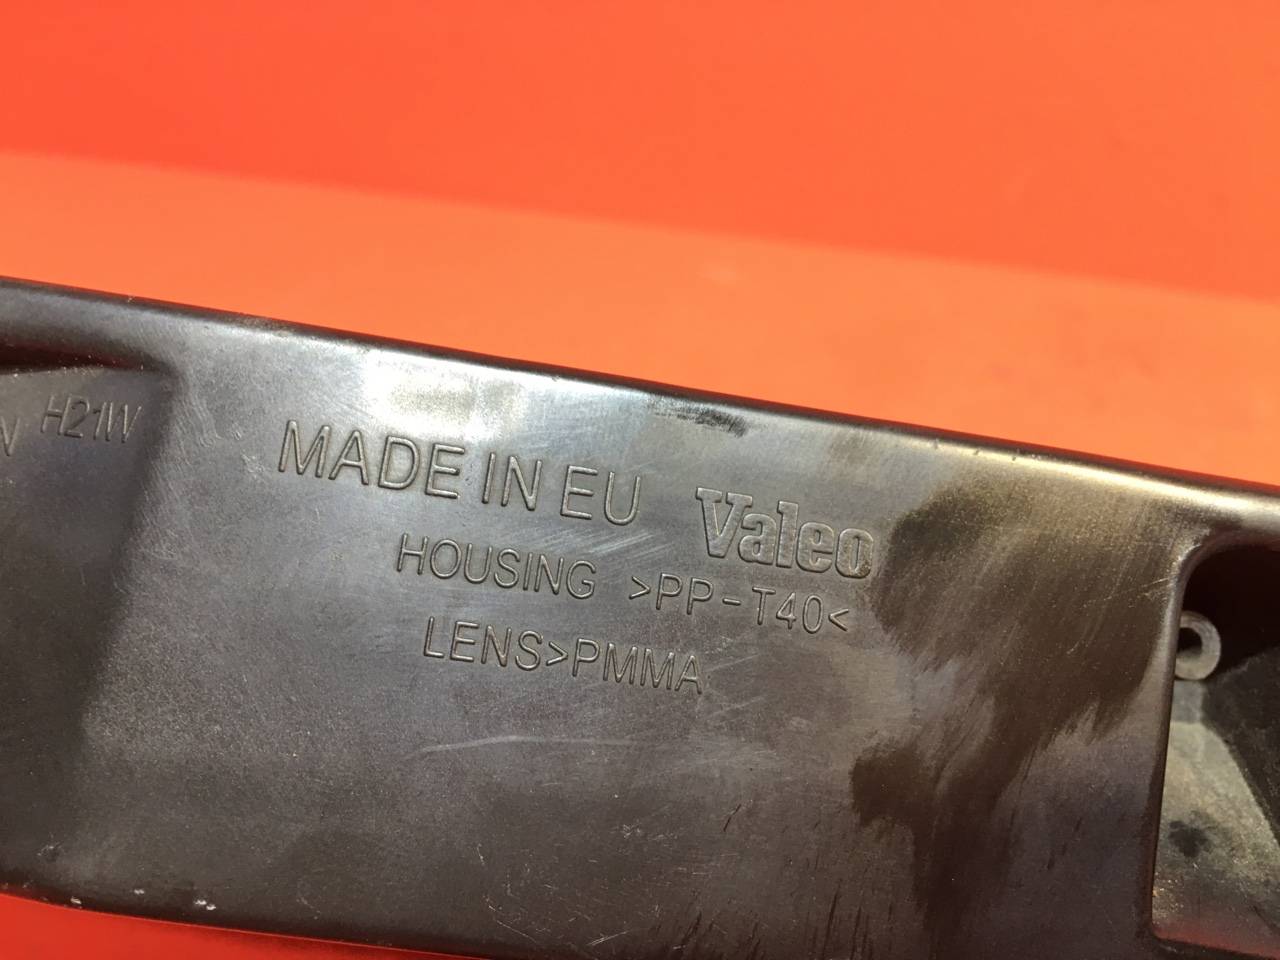 H21W
MADE IN EU Valeo
HOUSING >PP-T40<
LENS>PMMA